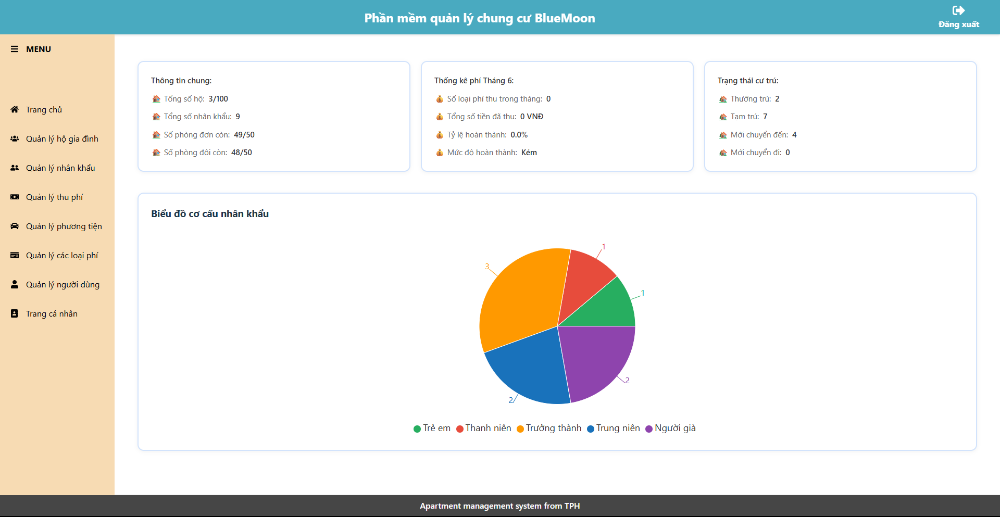 Phần mềm quản lý chung cư BlueMoon
Đăng xuất
MENU
Trang chủ
Quản lý hộ gia đình
Quản lý nhân khẩu
Quản lý thu phí
Quản lý phương tiện
Quản lý các loại phí
Quản lý người dùng
Trang cá nhân
Thông tin chung:
Tổng số hộ: 3/100
Tổng số nhân khẩu: 9
Số phòng đơn còn: 49/50
Số phòng đôi còn: 48/50
Thống kê phí Tháng 6:
Số loại phí thu trong tháng: 0
Tổng số tiền đã thu: 0 VNĐ
Tỷ lệ hoàn thành: 0.0%
Mức độ hoàn thành: Kém
Trạng thái cư trú:
Thường trú: 2
Tạm trú: 7
Mới chuyển đến: 4
Mới chuyển đi: 0
Biểu đồ cơ cấu nhân khẩu
1
3
1
2
2
Trẻ em Thanh niên Trưởng thành Trung niên Người già
Apartment management system from TPH